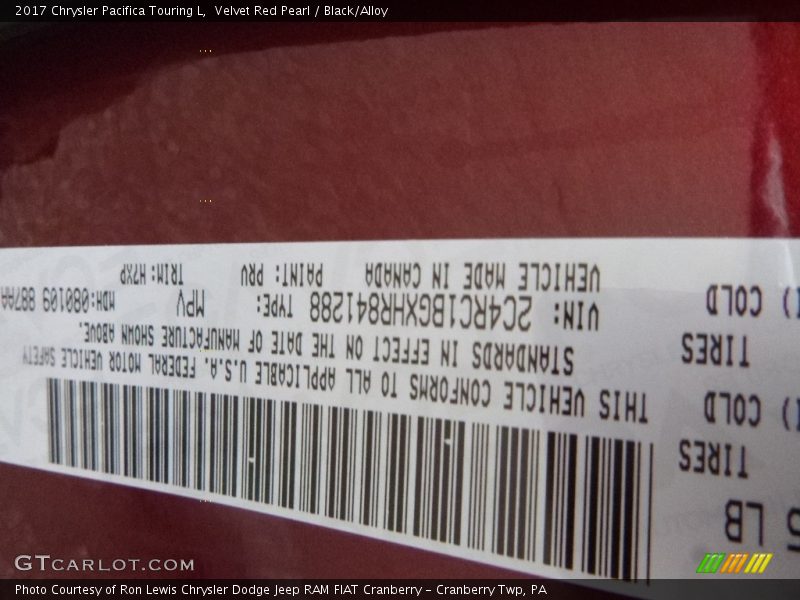 2017 Chrysler Pacifica Touring L, Velvet Red Pearl / Black/Alloy
5 LB
TIRES
) COLD
TIRES
) COLD
THIS VEHICLE CONFORMS TO ALL APPLICABLE U.S.A. FEDERAL MOTOR VEHICLE SAFETY
STANDARDS IN EFFECT ON THE DATE OF MANUFACTURE SHOWN ABOVE.
VIN: 2C4RC1BGXHR841288 TYPE: MPV MDH:080109 887AA
VEHICLE MADE IN CANADA PAINT: PRV TRIM: H7XP
GTCARLOT.COM
Photo Courtesy of Ron Lewis Chrysler Dodge Jeep RAM FIAT Cranberry – Cranberry Twp, PA